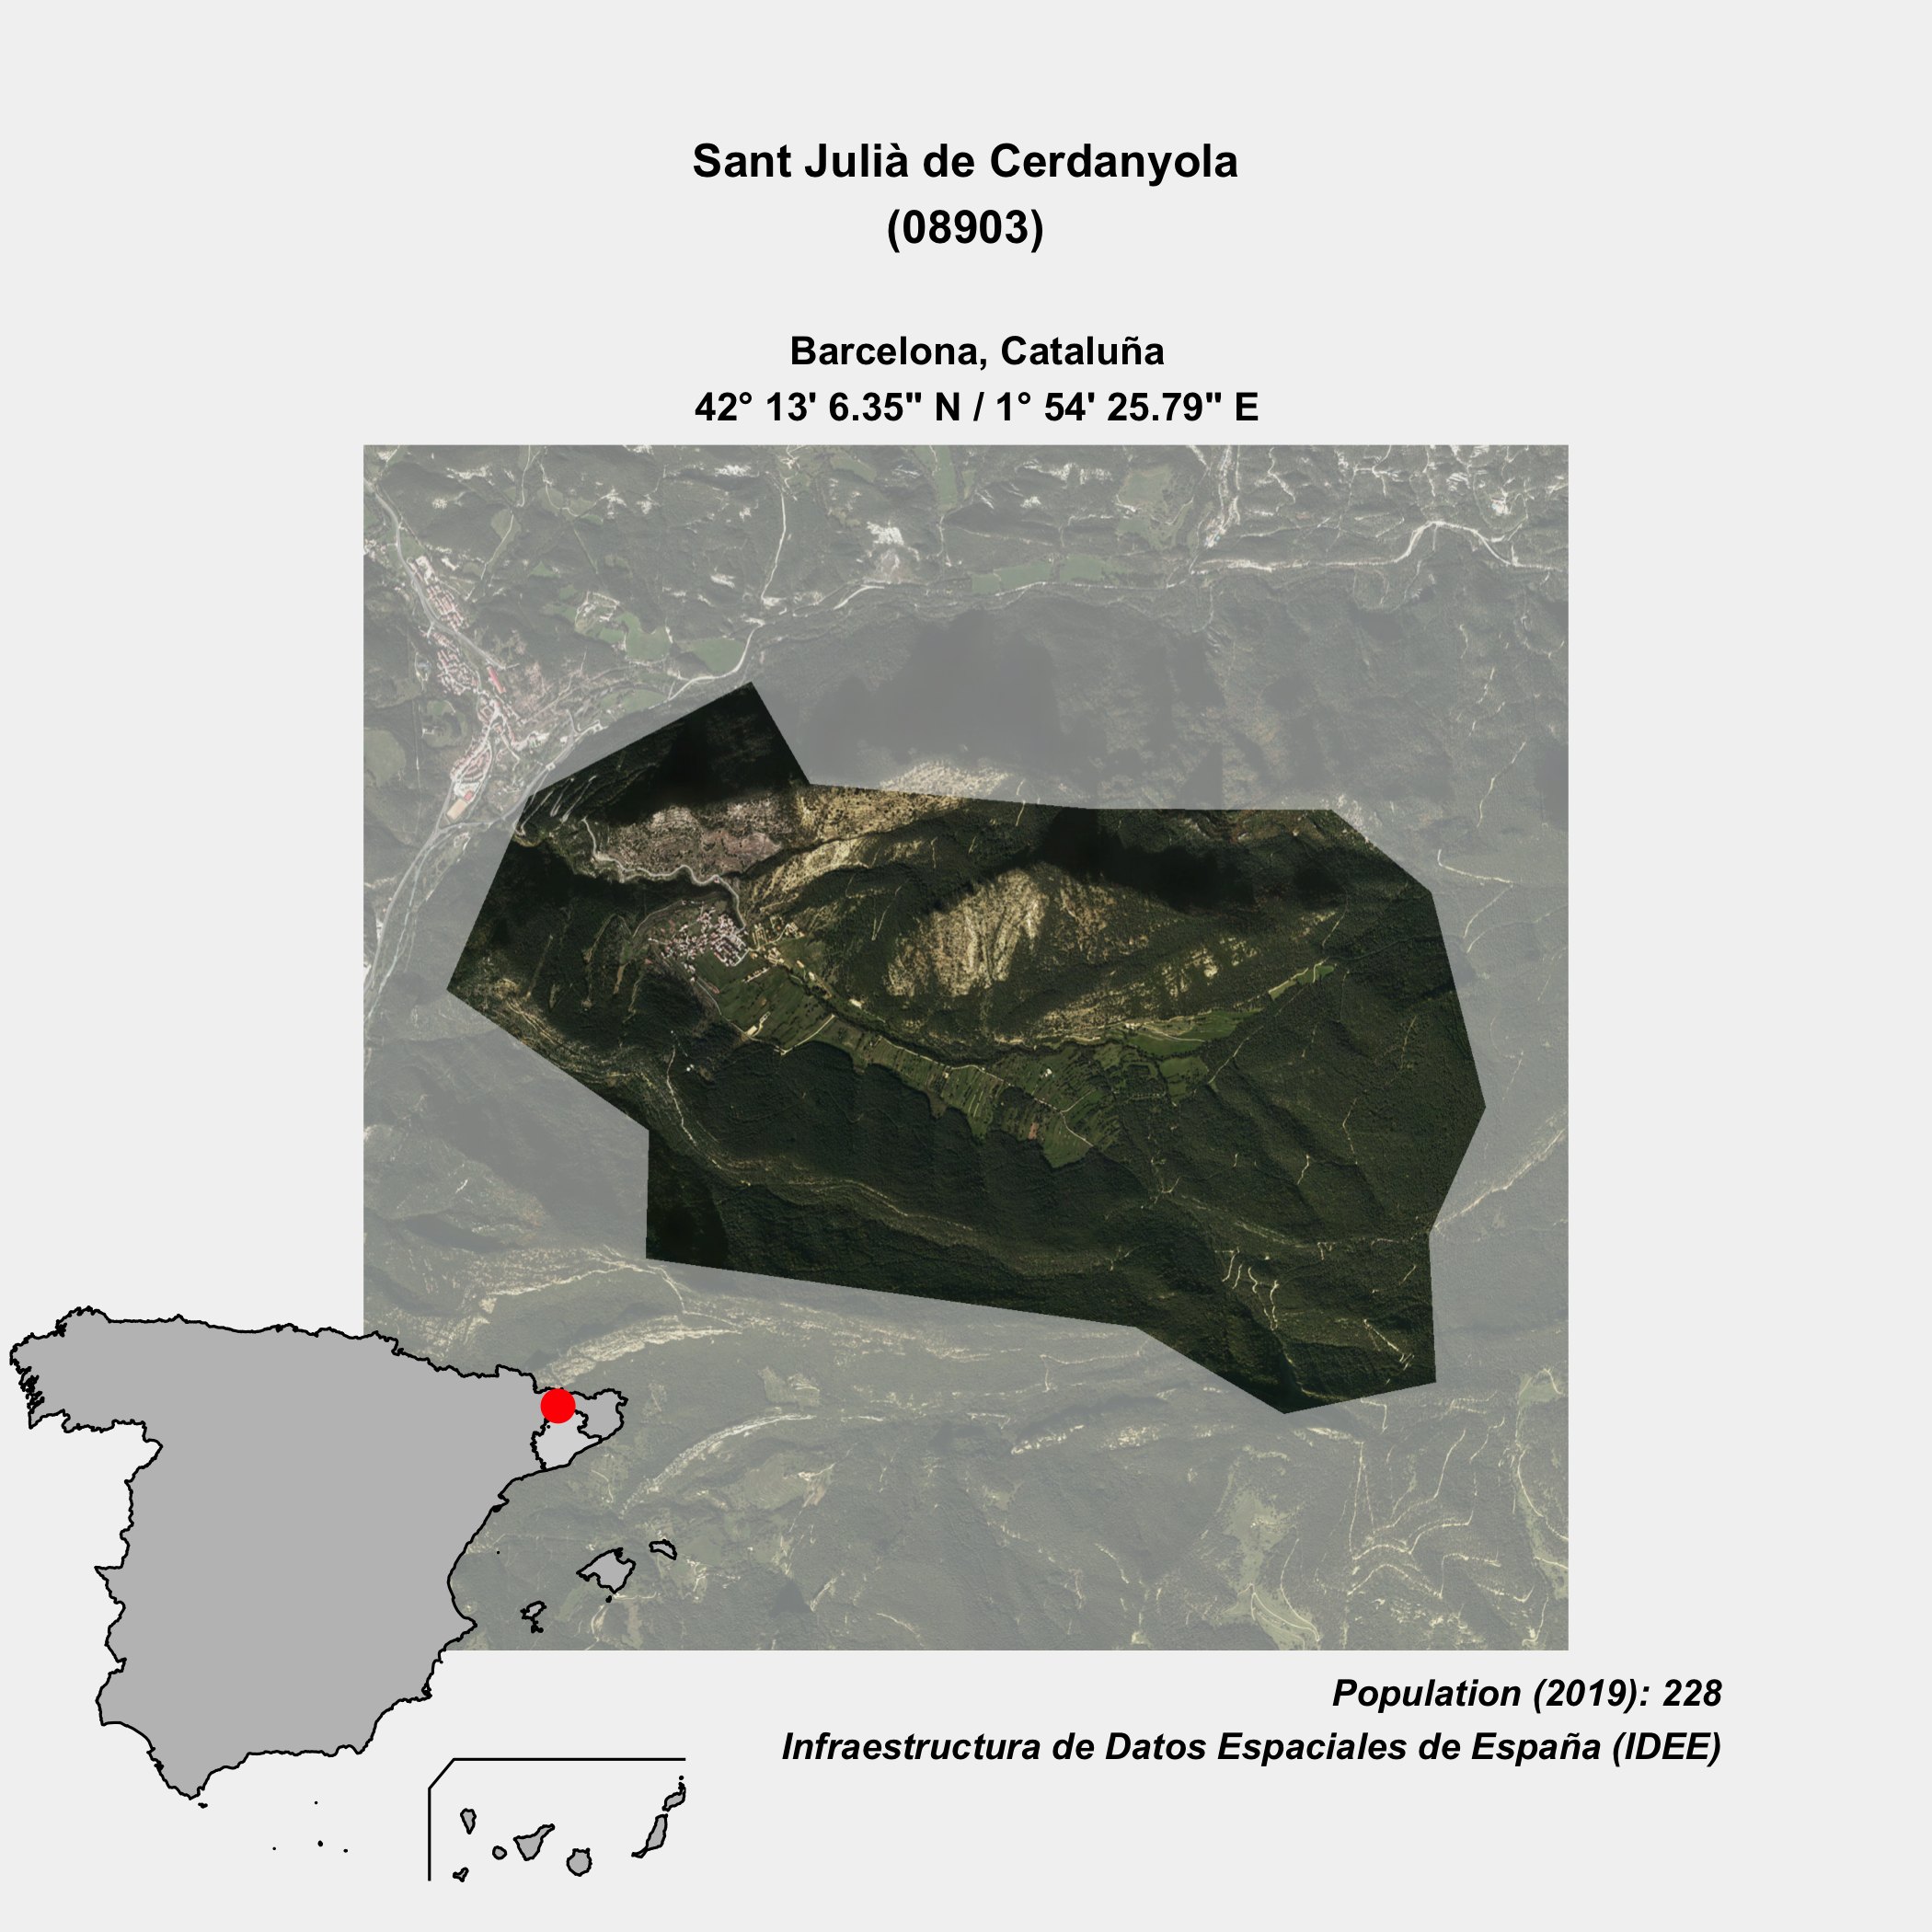 Sant Julià de Cerdanyola
(08903)
Barcelona, Cataluña
42° 13' 6.35" N / 1° 54' 25.79" E
Population (2019): 228
Infraestructura de Datos Espaciales de España (IDEE)